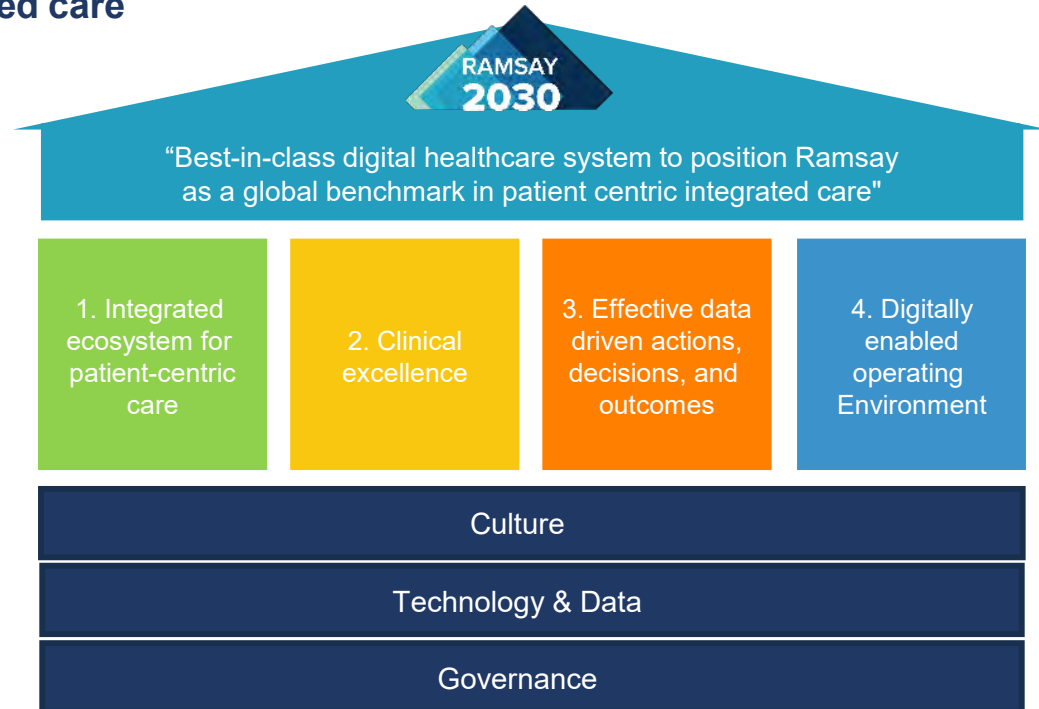 ed care
RAMSAY
2030
“Best-in-class digital healthcare system to position Ramsay
as a global benchmark in patient centric integrated care"
1. Integrated
ecosystem for
patient-centric
care
2. Clinical
excellence
3. Effective data
driven actions,
decisions, and
outcomes
4. Digitally
enabled
operating
Environment
Culture
Technology & Data
Governance